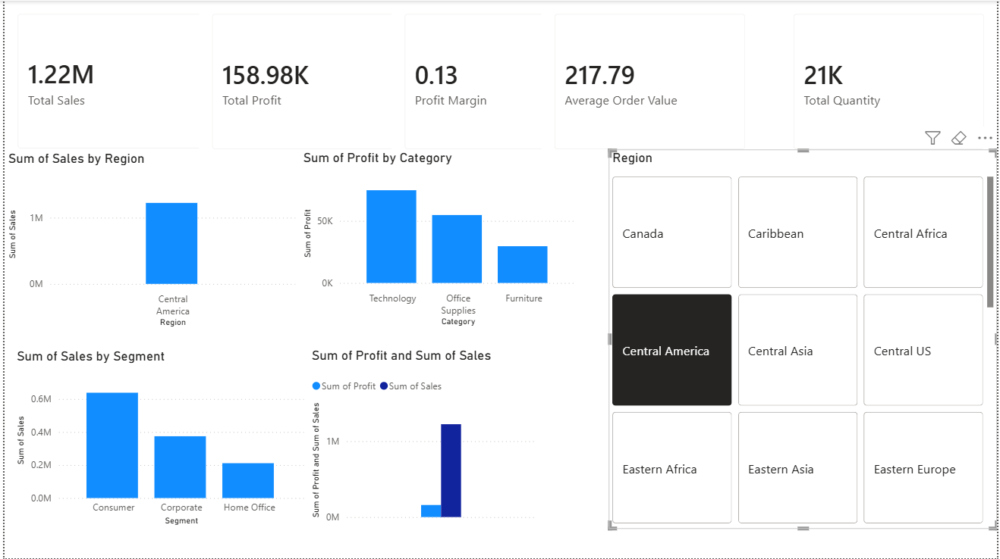 1.22M
Total Sales
158.98K
Total Profit
0.13
Profit Margin
217.79
Average Order Value
21K
Total Quantity
Sum of Sales by Region
Sum of Sales
1M
0M
Central
America
Region
Sum of Profit by Category
Sum of Profit
50K
0K
Technology
Office
Supplies
Furniture
Category
Sum of Sales by Segment
Sum of Sales
0.6M
0.4M
0.2M
0.0M
Consumer
Corporate
Home Office
Segment
Sum of Profit and Sum of Sales
Sum of Profit
Sum of Sales
Sum of Profit and Sum of Sales
1M
0M
Region
Canada
Caribbean
Central Africa
Central America
Central Asia
Central US
Eastern Africa
Eastern Asia
Eastern Europe